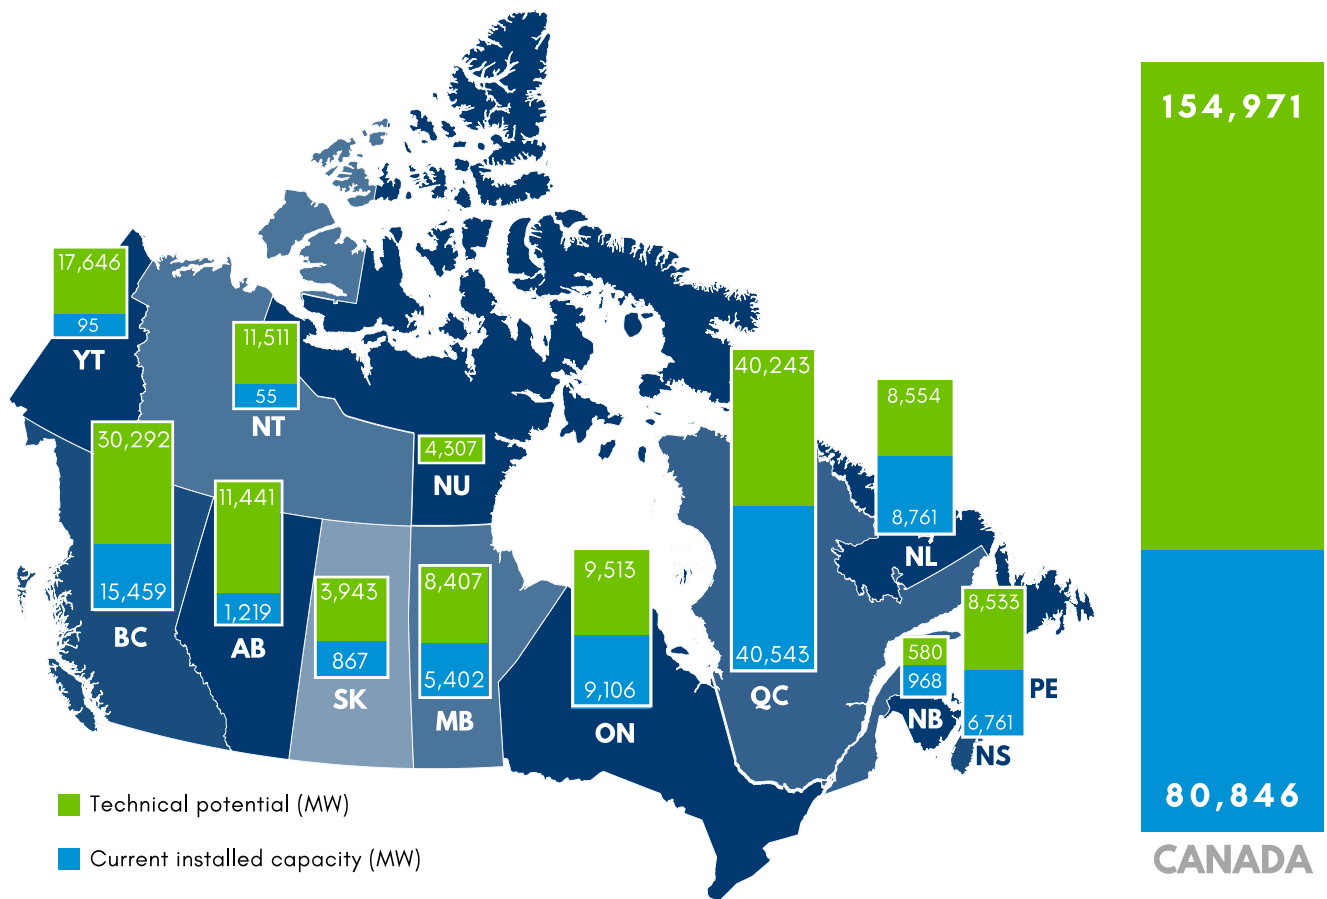 154,971
80,846
CANADA
17,646
95
YT
11,511
55
NT
4,307
NU
30,292
15,459
BC
11,441
1,219
AB
3,943
867
SK
8,407
5,402
MB
9,513
9,106
ON
40,243
40,543
QC
8,554
8,761
NL
580
968
NB
8,533
6,761
NS
PE
Technical potential (MW)
Current installed capacity (MW)